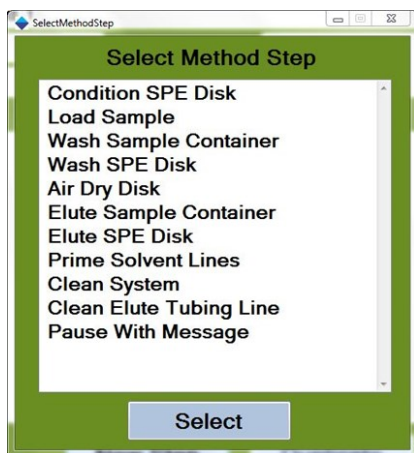 SelectMethodStep
Select Method Step
Condition SPE Disk
Load Sample
Wash Sample Container
Wash SPE Disk
Air Dry Disk
Elute Sample Container
Elute SPE Disk
Prime Solvent Lines
Clean System
Clean Elute Tubing Line
Pause With Message
Select